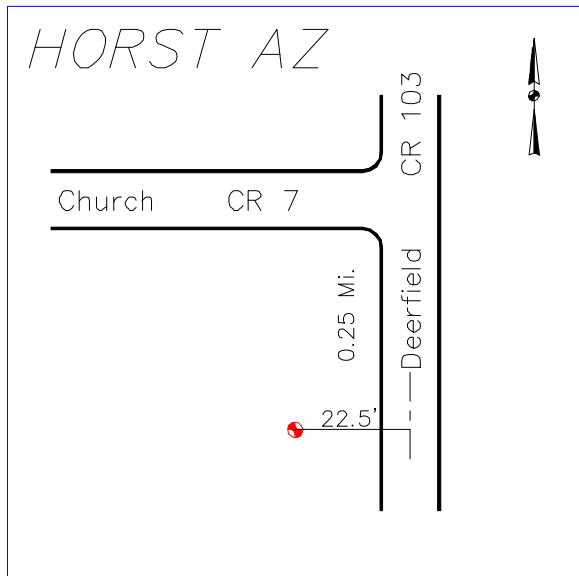 HORST AZ
CR 103
Church CR 7
Deerfield
0.25 Mi.
22.5'